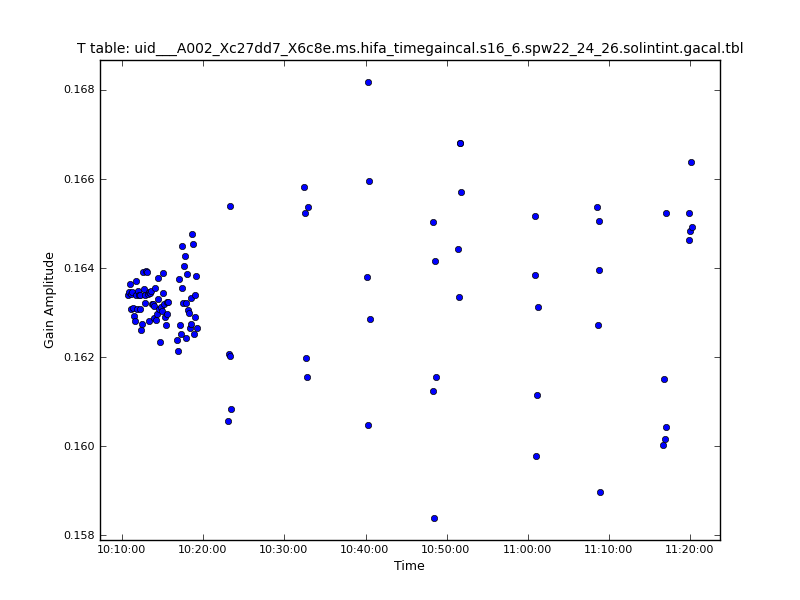 T table: uid___A002_Xc27dd7_X6c8e.ms.hifa_timegaincal.s16_6.spw22_24_26.solintint.gacal.tbl
0.168
0.166
0.164
0.162
0.160
0.158
Gain Amplitude
10:10:00 10:20:00 10:30:00 10:40:00 10:50:00 11:00:00 11:10:00 11:20:00
Time